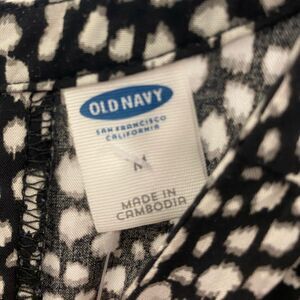 OLD NAVY
SAN FRANCISCO
CALIFORNIA
M
MADE IN
CAMBODIA